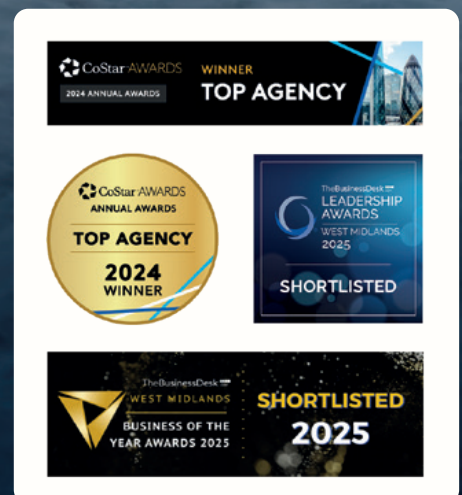 CoStar AWARDS
2024 ANNUAL AWARDS
WINNER
TOP AGENCY
CoStar AWARDS
ANNUAL AWARDS
TOP AGENCY
2024
WINNER
TheBusinessDesk
LEADERSHIP
AWARDS
WEST MIDLANDS
2025
SHORTLISTED
TheBusinessDesk
WEST MIDLANDS
BUSINESS OF THE
YEAR AWARDS 2025
SHORTLISTED
2025